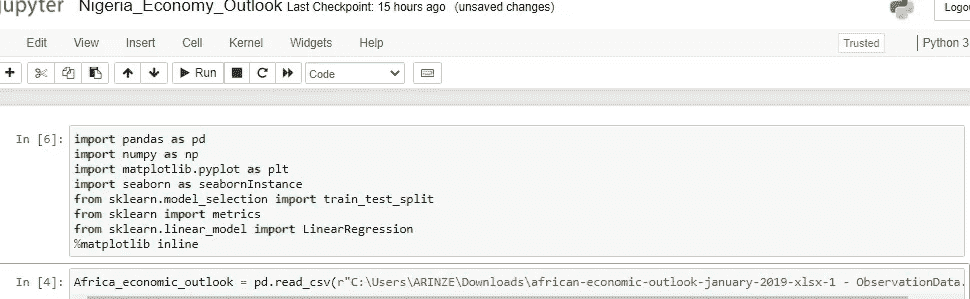 jupyter Nigeria_Economy_Outlook Last Checkpoint: 15 hours ago (unsaved changes)
Edit View Insert Cell Kernel Widgets Help Trusted Python 3
Run Code
In [6]: import pandas as pd
import numpy as np
import matplotlib.pyplot as plt
import seaborn as seabornInstance
from sklearn.model_selection import train_test_split
from sklearn import metrics
from sklearn.linear_model import LinearRegression
%matplotlib inline
In [4]: Africa_economic_outlook = pd.read_csv(r"C:\Users\ARINZE\Downloads\african-economic-outlook-january-2019-xlsx-1 - ObservationData.